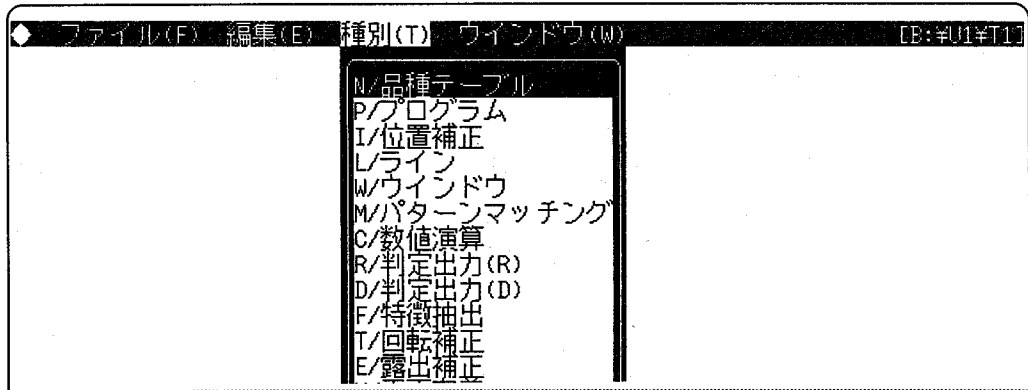 ファイル(F) 編集(E) 種別(T) ウインドウ(W) [B:¥U1¥T1]
N/品種テーブル
P/プログラム
I/位置補正
L/ライン
W/ウインドウ
M/パターンマッチング
C/数値演算
R/判定出力(R)
D/判定出力(D)
F/特徴抽出
T/回転補正
E/露出補正